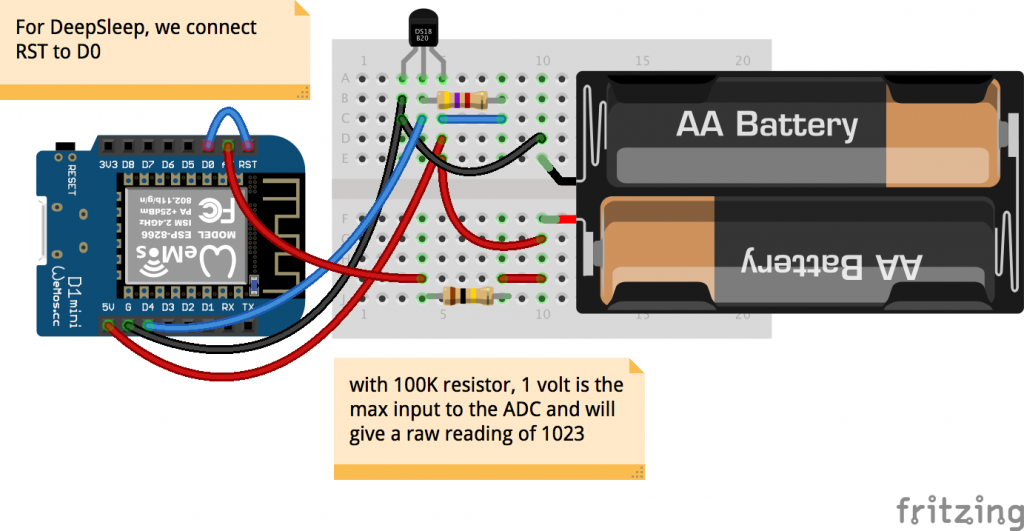 For DeepSleep, we connect
RST to D0
DS18
B20
1
15
20
10
A
B
C
D
E
F
1
5
10
15
20
AA Battery
AA Battery
3V3 D8 D7 D6 D5 D0 A RST
RESET
802.11b/g/n
PA +25dBm
ISM 2.4GHz
MODEL ESP-8266
FC
WeMos
D1 mini
WeMos.cc
5V G D4 D3 D2 D1 RX TX
with 100K resistor, 1 volt is the
max input to the ADC and will
give a raw reading of 1023
fritzing